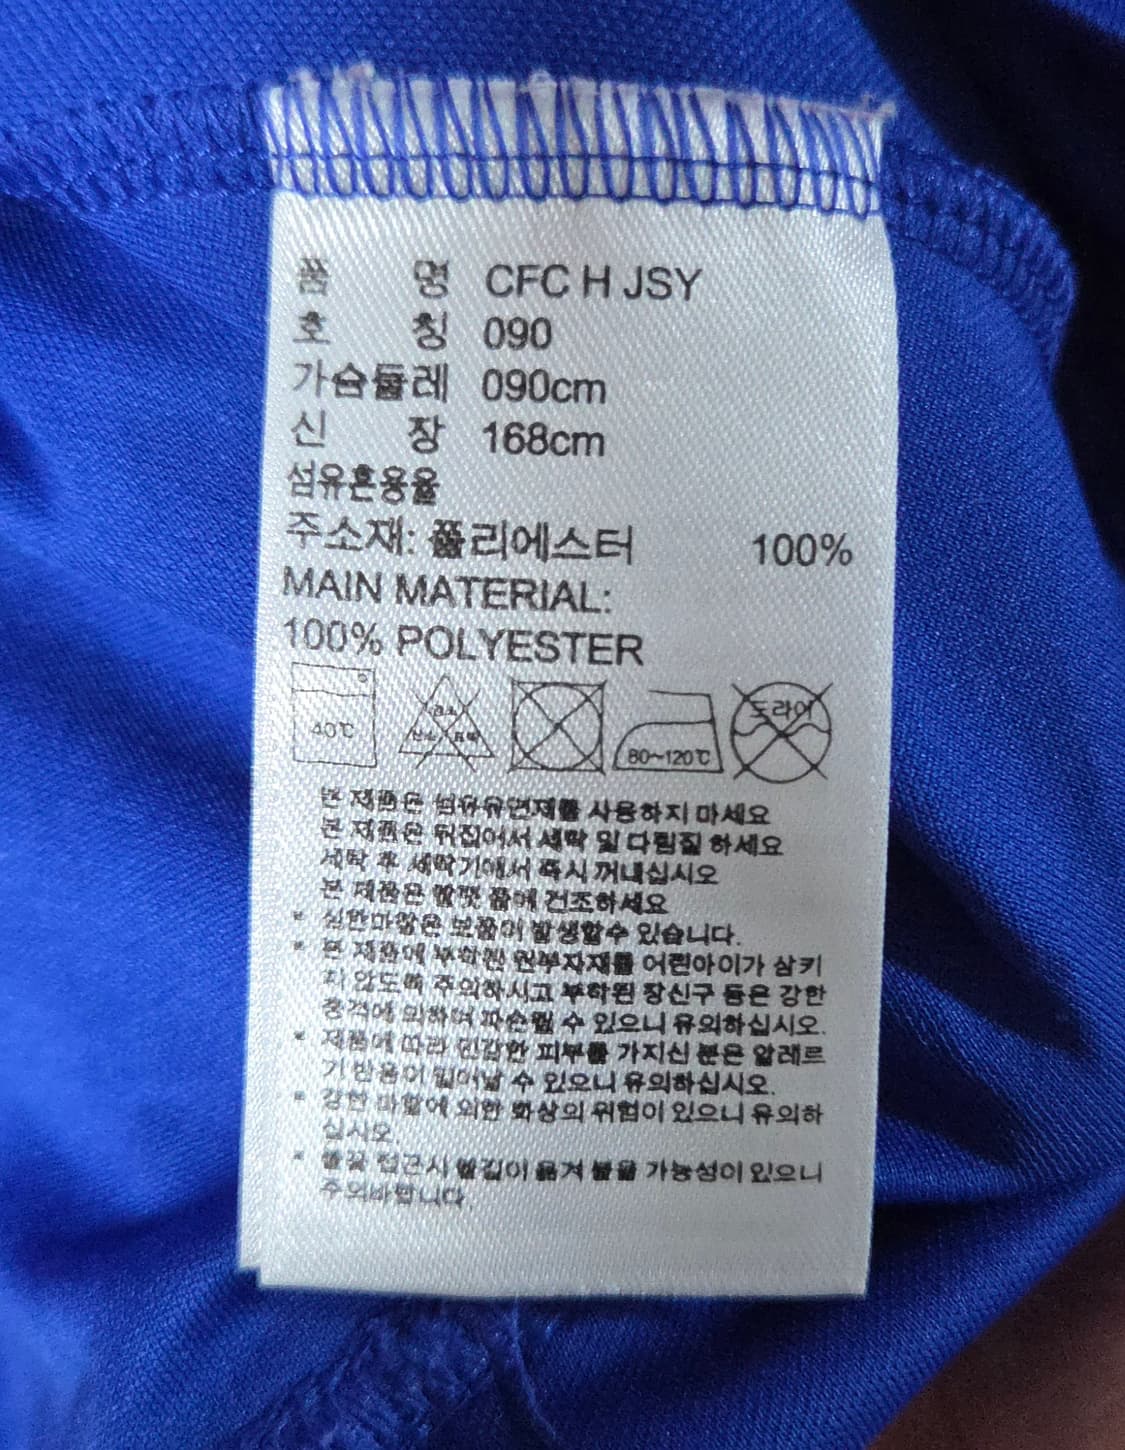 품 명 CFC H JSY
호 칭 090
가슴둘레 090cm
신 장 168cm
섬유혼용율
주소재: 폴리에스터 100%
MAIN MATERIAL:
100% POLYESTER
40℃
염소 산소 표백
80~120℃
드라이
본 제품은 섬유유연제를 사용하지 마세요
본 제품은 뒤집어서 세탁 및 다림질 하세요
세탁 후 세탁기에서 즉시 꺼내십시오
본 제품은 햇볕 에 건조하세요
* 심한마찰은 보풀이 발생할수 있습니다.
* 본 제품에 부착된 원부자재를 어린아이가 삼키
지 않도록 주의하시고 부착된 장신구 등은 강한
충격에 의하여 파손될 수 있으니 유의하십시오.
* 제품에 따라 민감한 피부를 가지신 분은 알레르
기 반응이 일어날 수 있으니 유의하십시오.
* 강한 마찰에 의한 화상의 위험이 있으니 유의하
십시오.
* 불꽃 접근시 불길이 옮겨 붙을 가능성이 있으니
주의바랍니다.